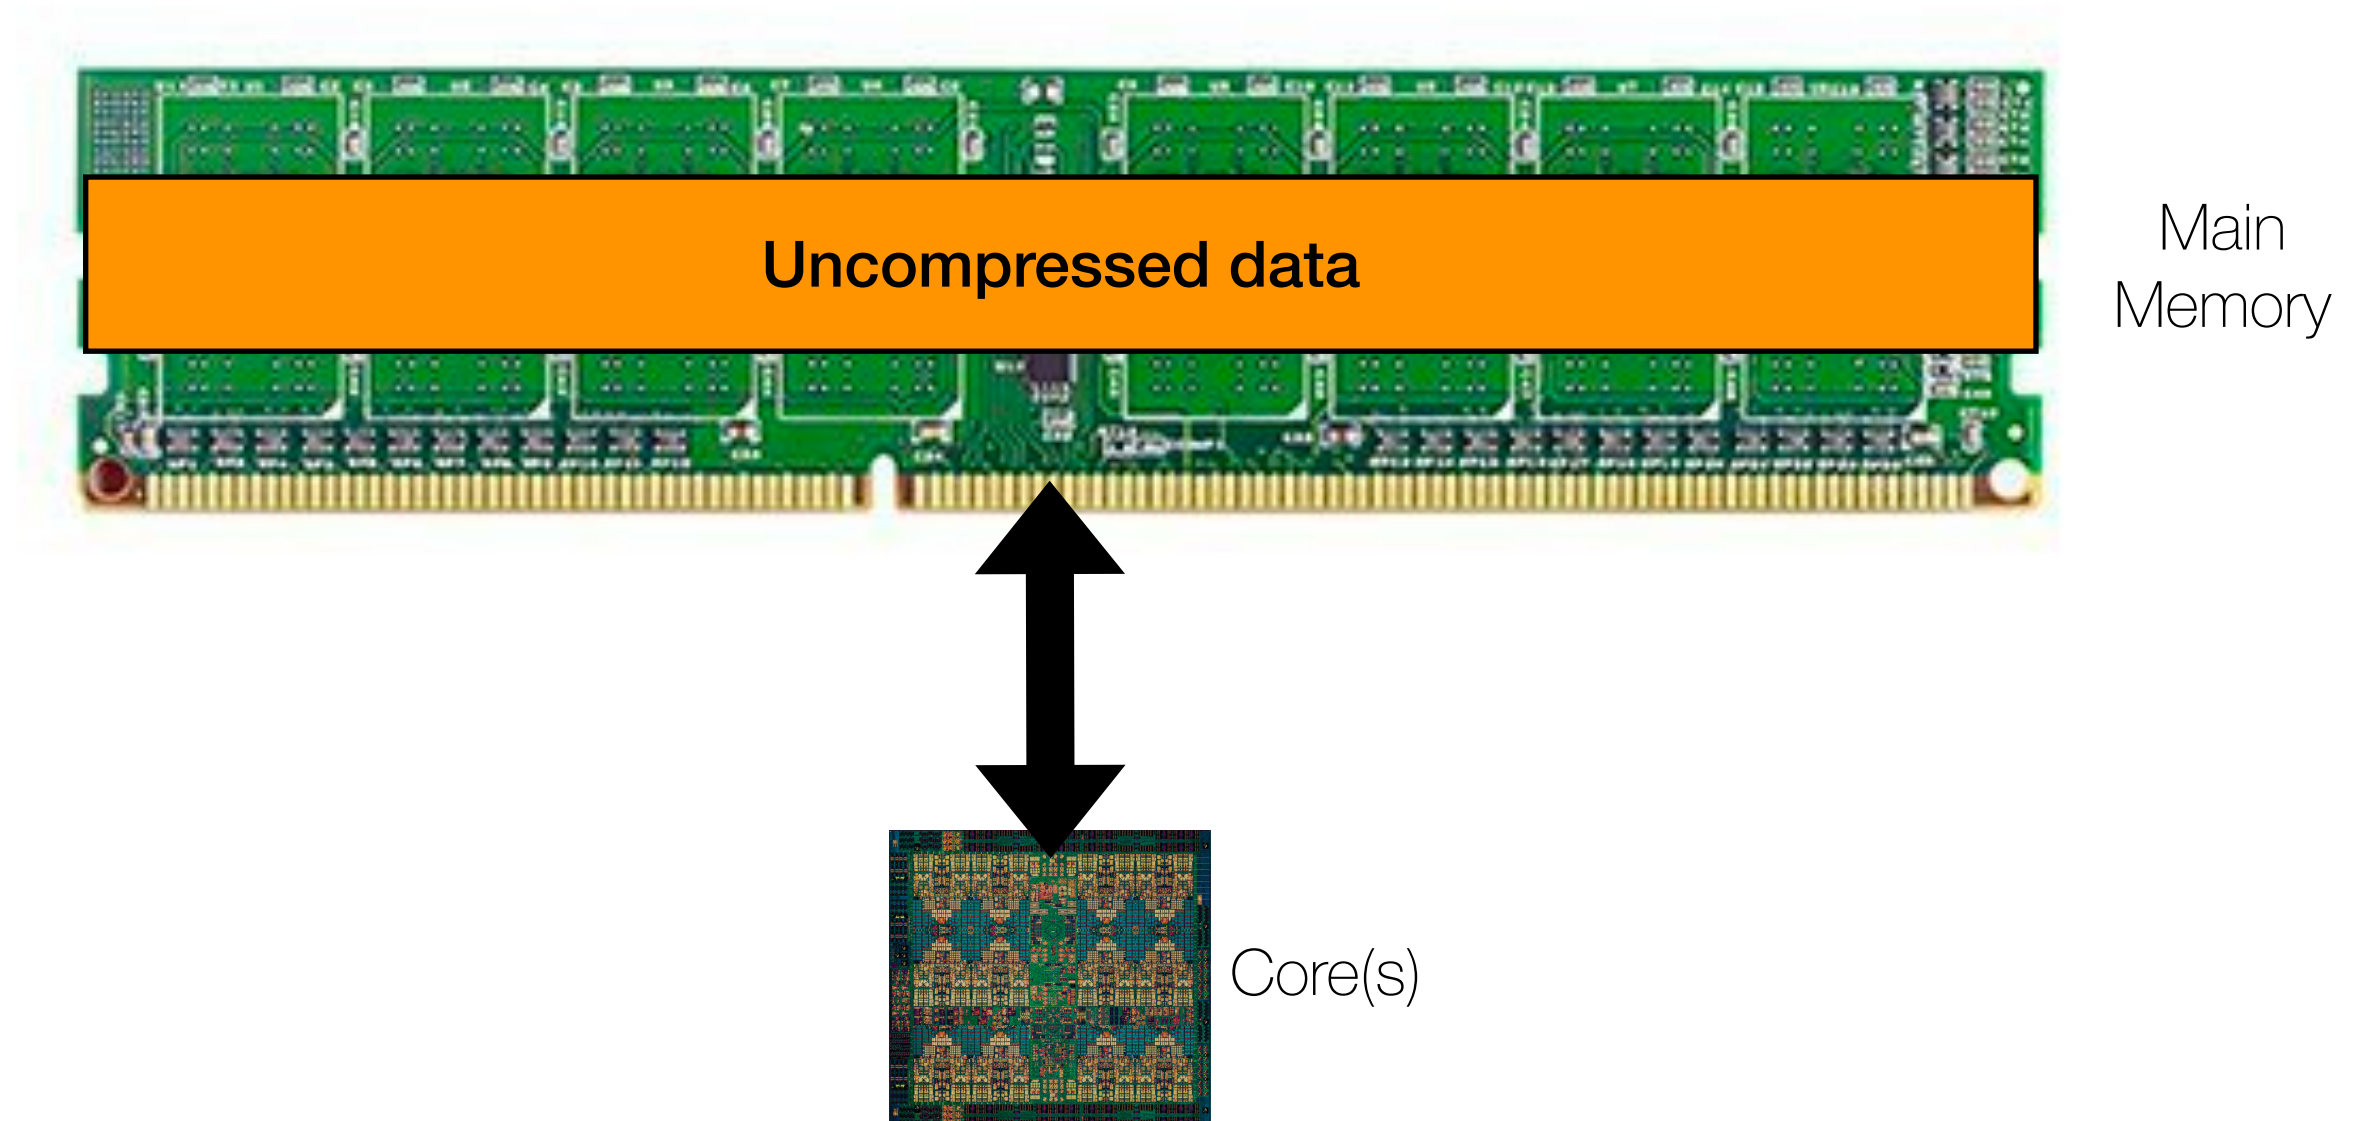 Uncompressed data
Main
Memory
Core(s)